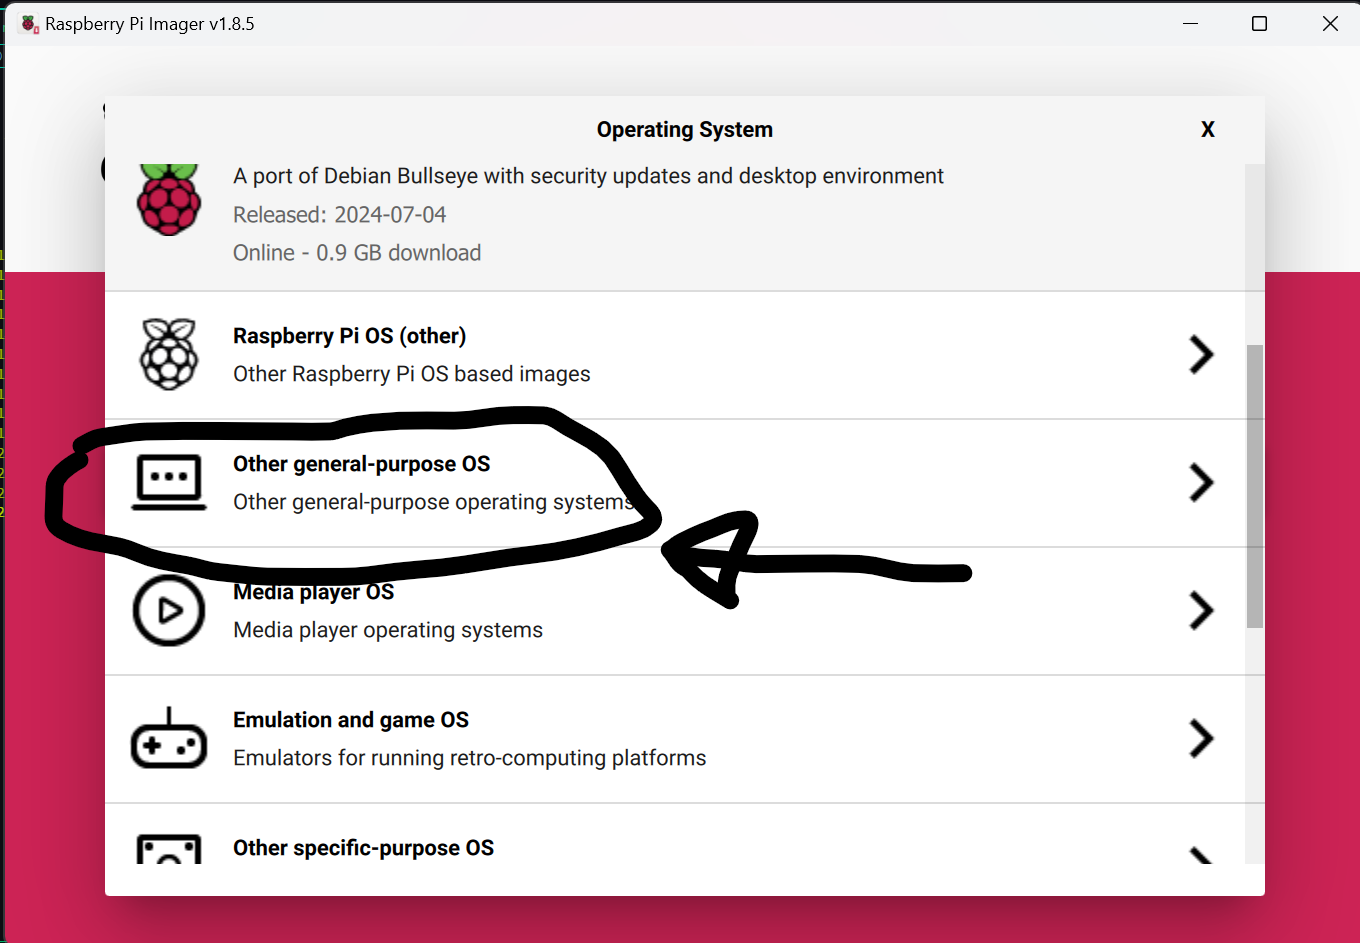 Raspberry Pi Imager v1.8.5
Operating System
X
A port of Debian Bullseye with security updates and desktop environment
Released: 2024-07-04
Online - 0.9 GB download
Raspberry Pi OS (other)
Other Raspberry Pi OS based images
Other general-purpose OS
Other general-purpose operating systems
Media player OS
Media player operating systems
Emulation and game OS
Emulators for running retro-computing platforms
Other specific-purpose OS